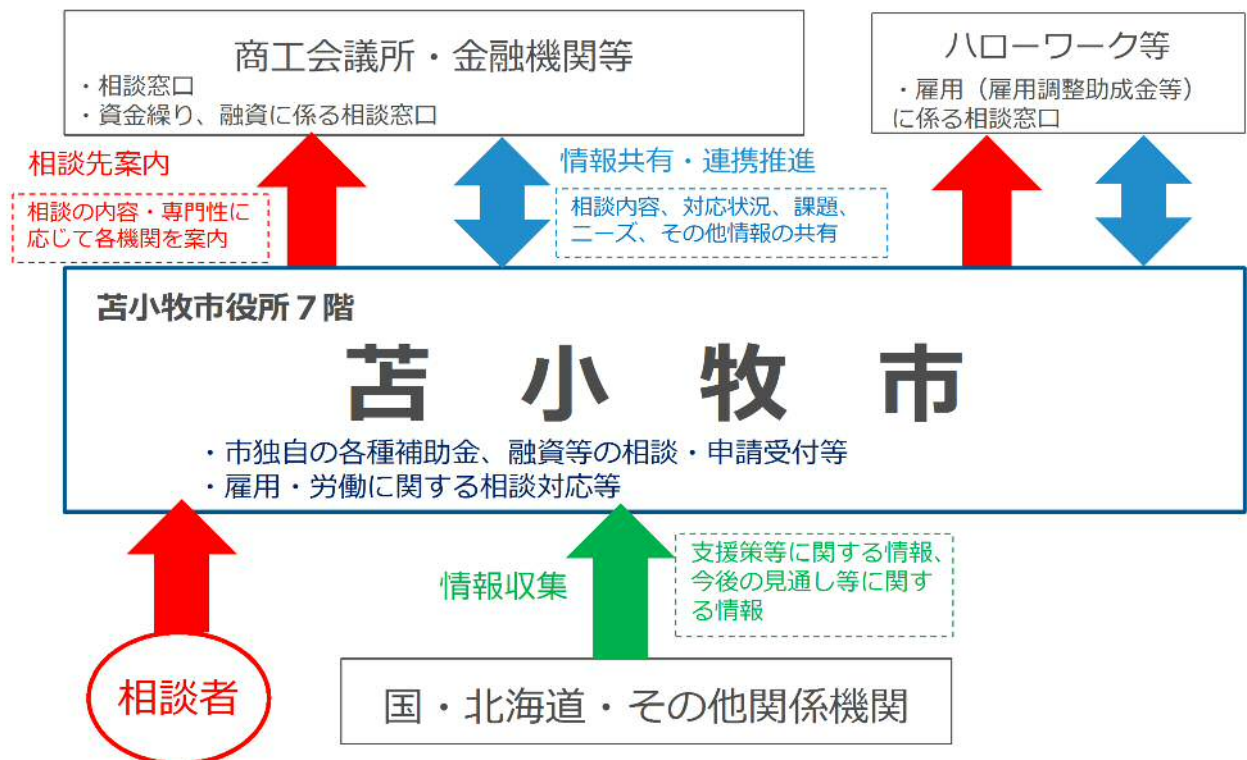 商工会議所・金融機関等
・相談窓口
・資金繰り、融資に係る相談窓口
ハローワーク等
・雇用（雇用調整助成金等）
に係る相談窓口
相談先案内
相談の内容・専門性に
応じて各機関を案内
情報共有・連携推進
相談内容、対応状況、課題、
ニーズ、その他情報の共有
苫小牧市役所７階
苫小牧市
・市独自の各種補助金、融資等の相談・申請受付等
・雇用・労働に関する相談対応等
情報収集
支援策等に関する情報、
今後の見通し等に関す
る情報
相談者
国・北海道・その他関係機関